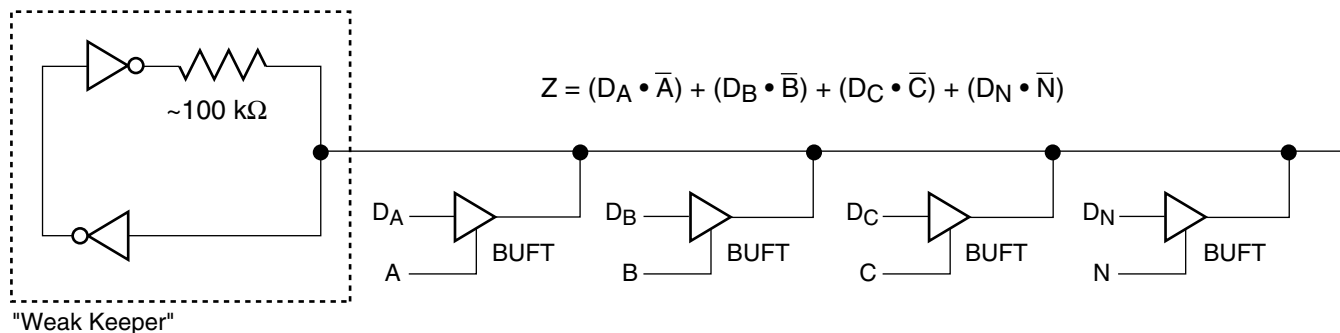 ~100 kΩ
Z = (D_A • A̅) + (D_B • B̅) + (D_C • C̅) + (D_N • N̅)
D_A
BUFT
A
D_B
BUFT
B
D_C
BUFT
C
D_N
BUFT
N
"Weak Keeper"